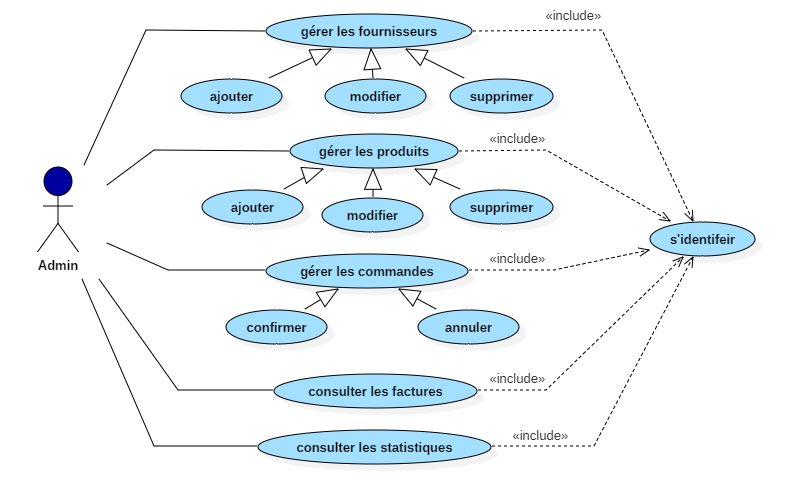 «include»
gérer les fournisseurs
ajouter
modifier
supprimer
«include»
gérer les produits
ajouter
modifier
supprimer
s'identifeir
Admin
«include»
gérer les commandes
confirmer
annuler
«include»
consulter les factures
«include»
consulter les statistiques